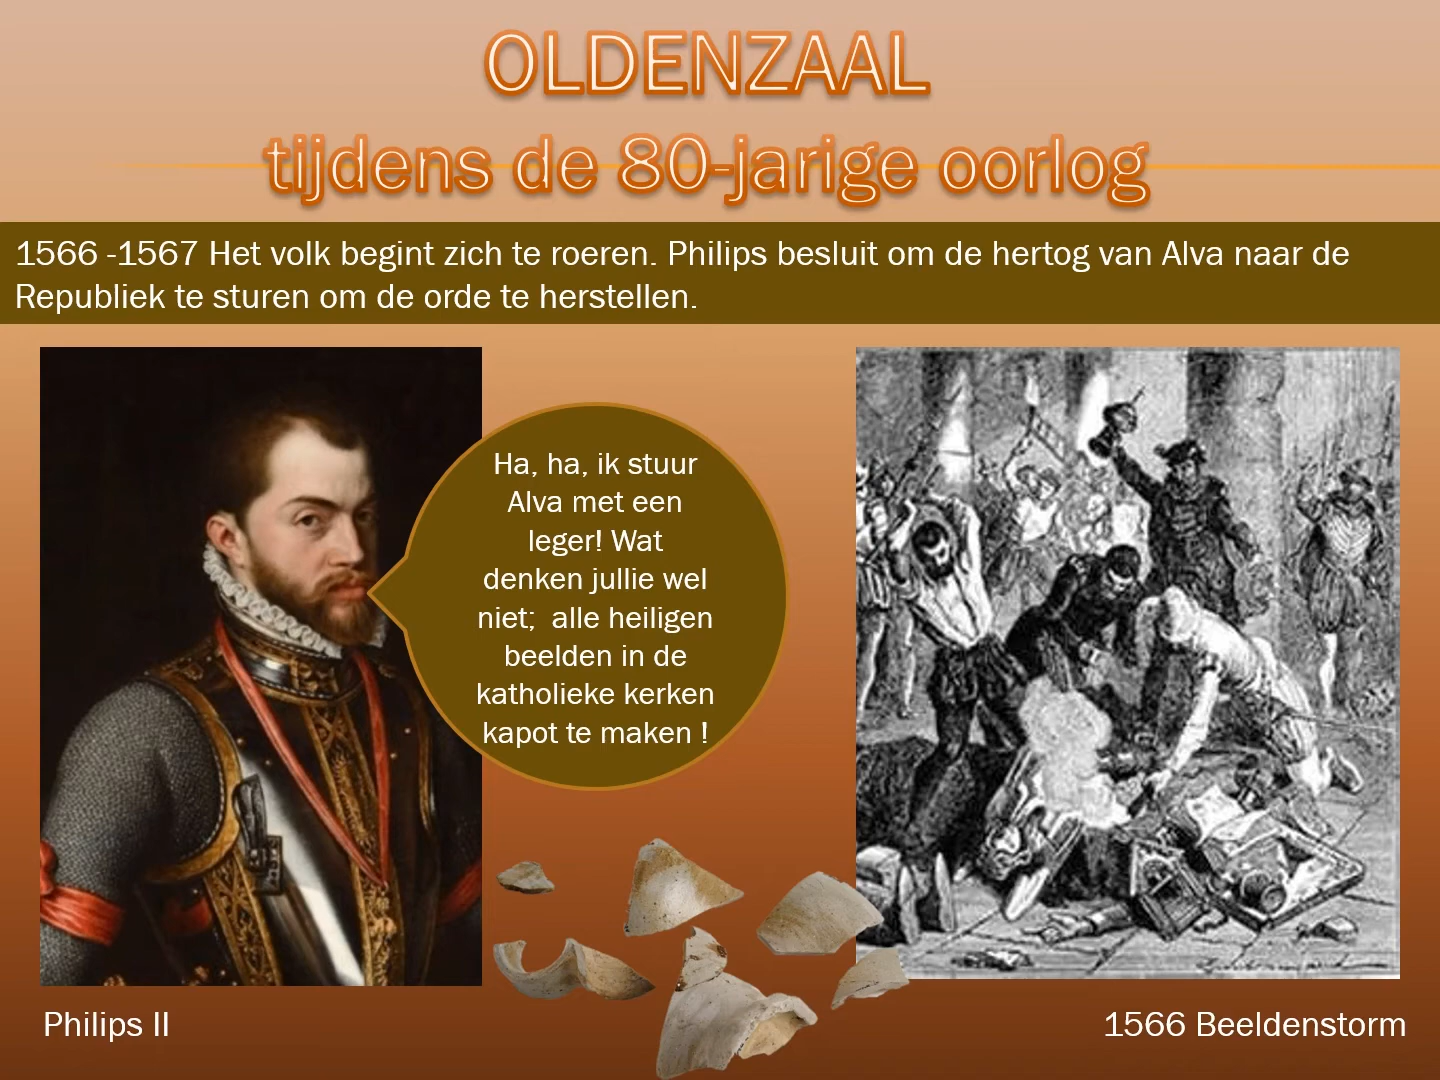 OLDENZAAL
tijdens de 80-jarige oorlog
1566 -1567 Het volk begint zich te roeren. Philips besluit om de hertog van Alva naar de
Republiek te sturen om de orde te herstellen.
Ha, ha, ik stuur
Alva met een
leger! Wat
denken jullie wel
niet;  alle heiligen
beelden in de
katholieke kerken
kapot te maken !
Philips II
1566 Beeldenstorm